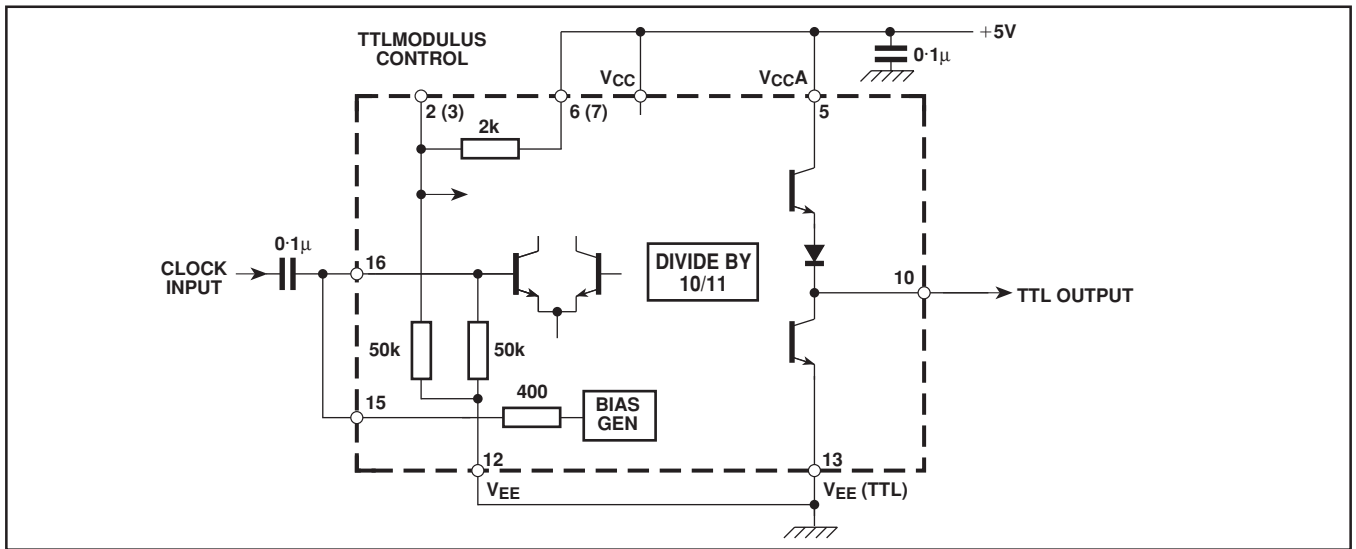 TTLMODULUS
CONTROL
+5V
0·1µ
VCC
VCCA
2 (3)
6 (7)
5
2k
0·1µ
CLOCK
INPUT
16
DIVIDE BY
10/11
10
TTL OUTPUT
50k
50k
400
BIAS
GEN
15
12
13
VEE
VEE (TTL)